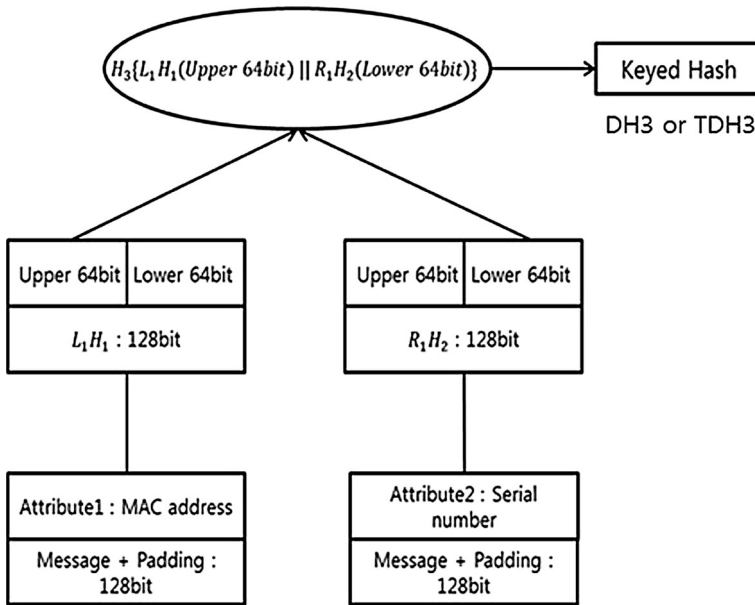 H₃{L₁H₁(Upper 64bit) || R₁H₂(Lower 64bit)}
Keyed Hash
DH3 or TDH3
Upper 64bit
Lower 64bit
L₁H₁ : 128bit
Upper 64bit
Lower 64bit
R₁H₂ : 128bit
Attribute1 : MAC address
Message + Padding :
128bit
Attribute2 : Serial
number
Message + Padding :
128bit